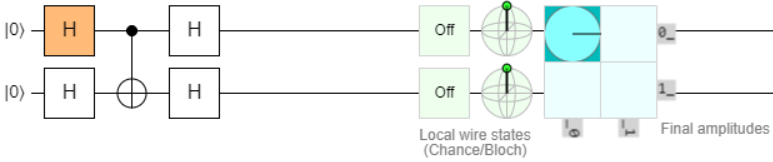 |0⟩ H H Off 0_
|0⟩ H H Off 1_
_0 _1
Local wire states
(Chance/Bloch)
Final amplitudes